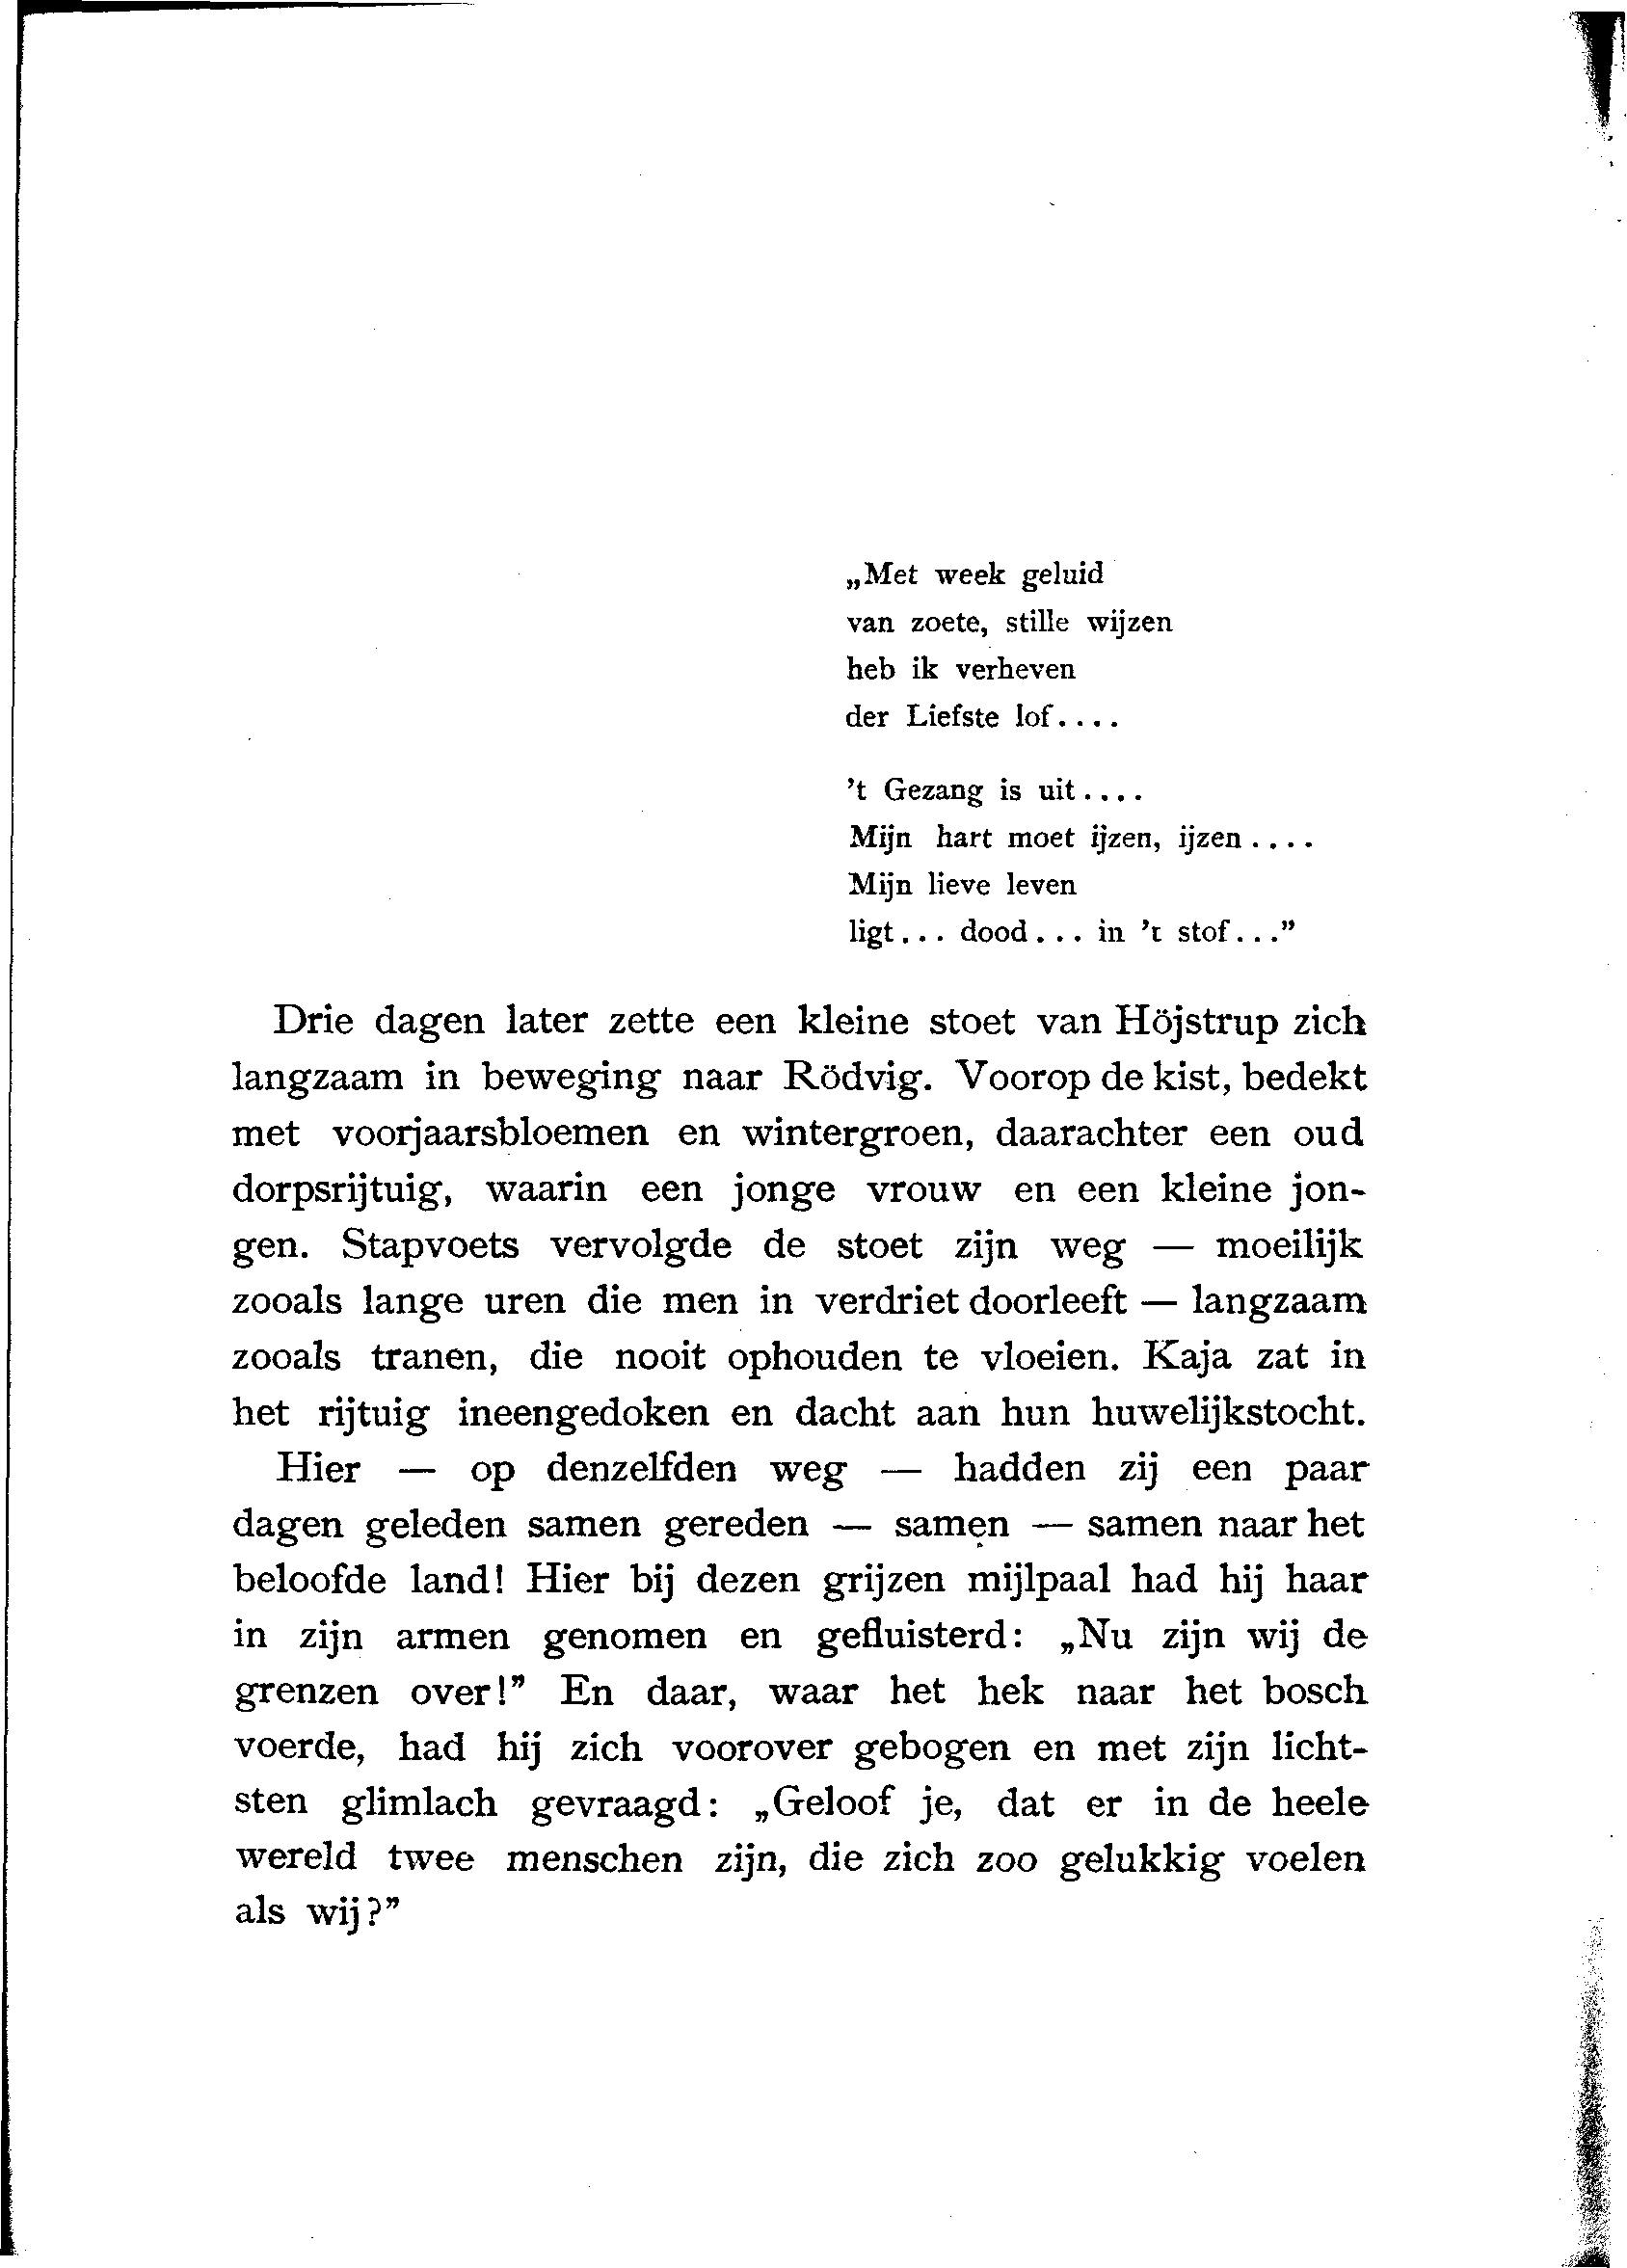 „Met week geluid
van zoete, stille wijzen
heb ik verheven
der Liefste lof....
't Gezang is uit....
Mijn hart moet ijzen, ijzen....
Mijn lieve leven
ligt... dood... in 't stof...”
Drie dagen later zette een kleine stoet van Höjstrup zich
langzaam in beweging naar Rödvig. Voorop de kist, bedekt
met voorjaarsbloemen en wintergroen, daarachter een oud
dorpsrijtuig, waarin een jonge vrouw en een kleine jon-
gen. Stapvoets vervolgde de stoet zijn weg — moeilijk
zooals lange uren die men in verdriet doorleeft — langzaam
zooals tranen, die nooit ophouden te vloeien. Kaja zat in
het rijtuig ineengedoken en dacht aan hun huwelijkstocht.
Hier — op denzelfden weg — hadden zij een paar
dagen geleden samen gereden — samen — samen naar het
beloofde land! Hier bij dezen grijzen mijlpaal had hij haar
in zijn armen genomen en gefluisterd: „Nu zijn wij de
grenzen over!” En daar, waar het hek naar het bosch
voerde, had hij zich voorover gebogen en met zijn licht-
sten glimlach gevraagd: „Geloof je, dat er in de heele
wereld twee menschen zijn, die zich zoo gelukkig voelen
als wij?”